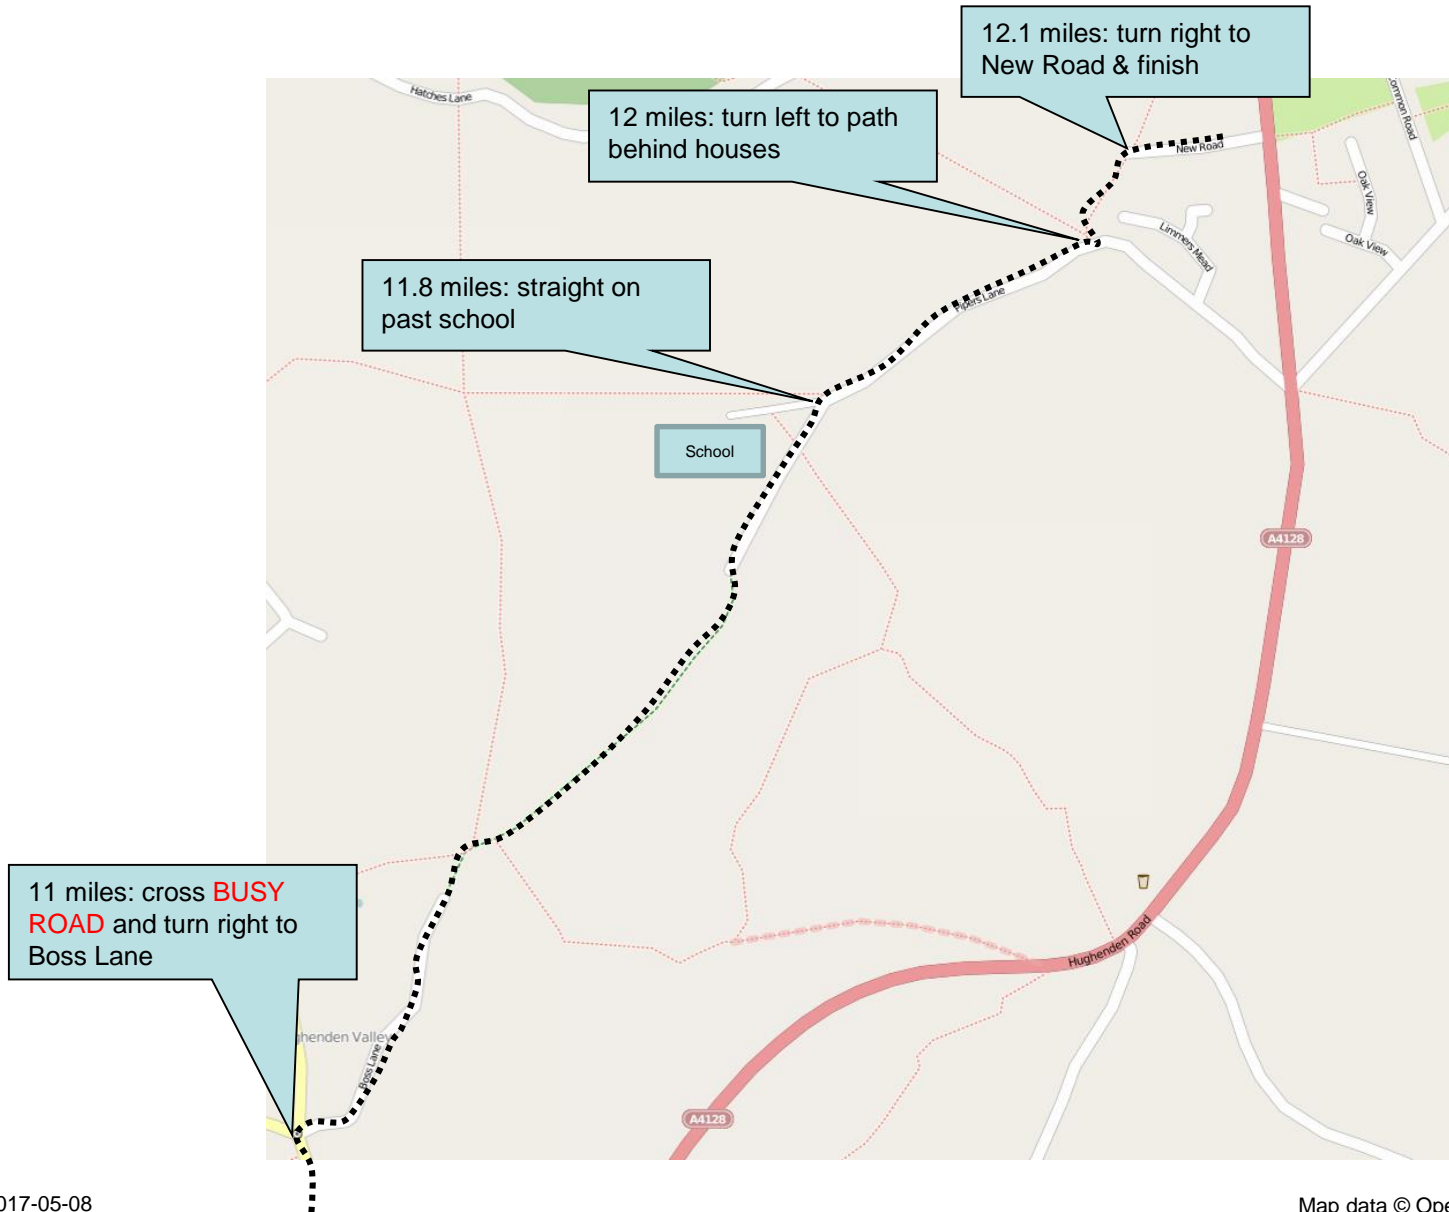 12.1 miles: turn right to
New Road & finish
Hatches Lane
12 miles: turn left to path
behind houses
ommon Road
New Road
Oak View
Limmers Mead
Oak View
11.8 miles: straight on
past school
Pipers Lane
School
A4128
11 miles: cross BUSY
ROAD and turn right to
Boss Lane
Hughenden Road
ghenden Valley
Boss Lane
A4128
017-05-08
Map data © Ope